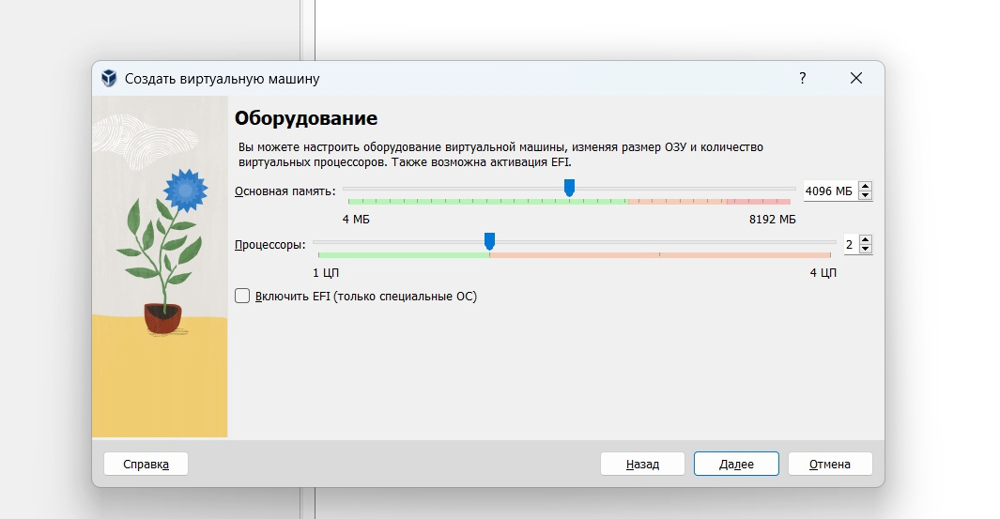 Создать виртуальную машину
?
Оборудование
Вы можете настроить оборудование виртуальной машины, изменяя размер ОЗУ и количество
виртуальных процессоров. Также возможна активация EFI.
Основная память:
4096 МБ
4 МБ
8192 МБ
Процессоры:
2
1 ЦП
4 ЦП
Включить EFI (только специальные ОС)
Справка
Назад
Далее
Отмена